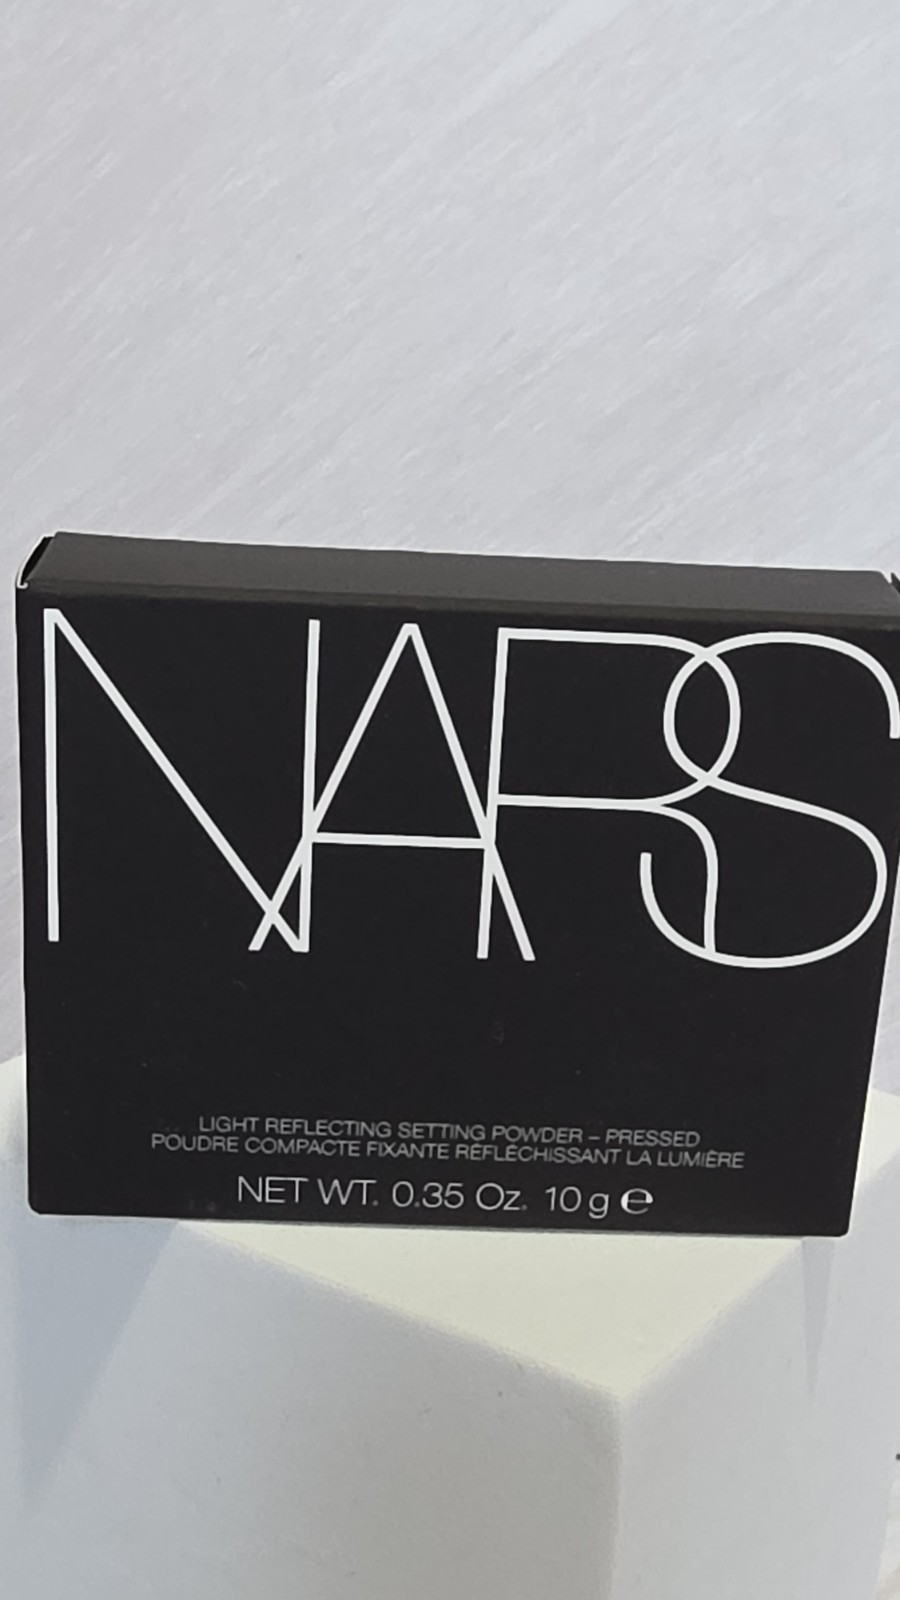 NARS
LIGHT REFLECTING SETTING POWDER – PRESSED
POUDRE COMPACTE FIXANTE RÉFLÉCHISSANT LA LUMIÈRE
NET WT. 0.35 Oz. 10 g ℮